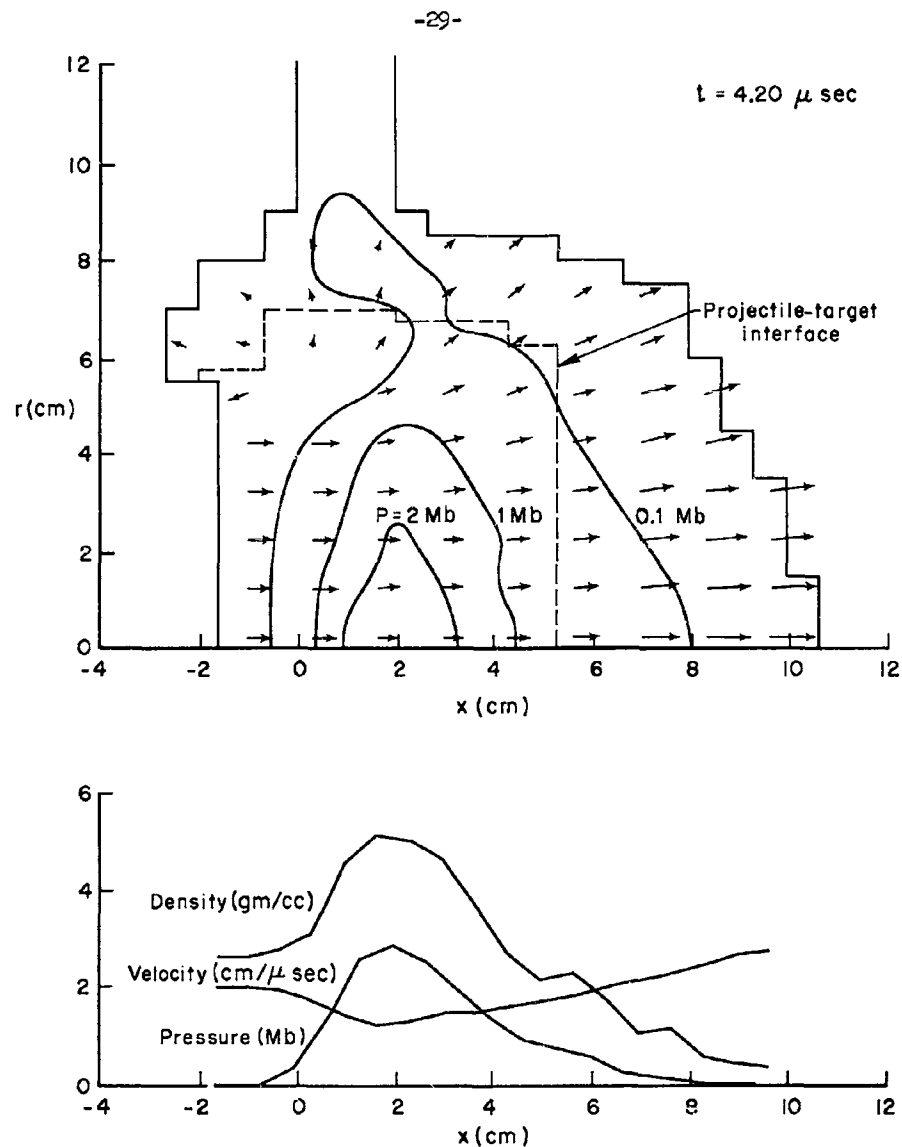 -29-
t = 4.20 μ sec
12
10
8
6
4
2
0
r(cm)
Projectile-target
interface
P=2 Mb
1 Mb
0.1 Mb
-4
-2
0
2
4
6
8
10
12
x (cm)
6
4
2
0
Density (gm/cc)
Velocity (cm/μ sec)
Pressure (Mb)
-4
-2
0
2
4
6
8
10
12
x (cm)